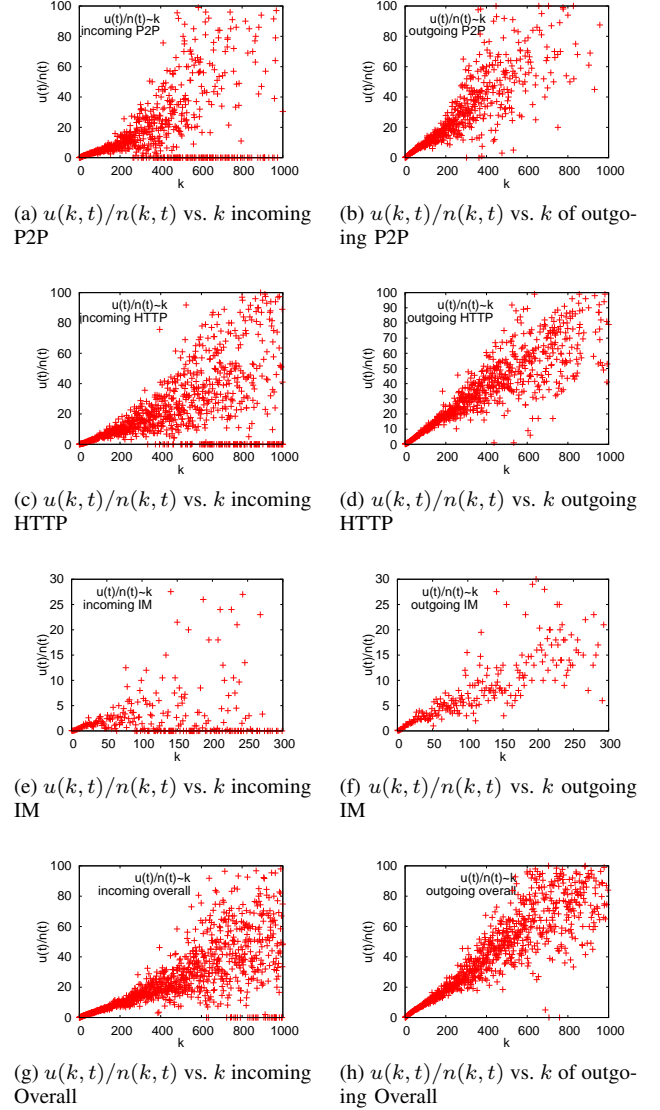 u(t)/n(t)~k
incoming P2P
u(t)/n(t)
100
80
60
40
20
0
0 200 400 600 800 1000
k
(a) u(k, t)/n(k, t) vs. k incoming
P2P
u(t)/n(t)~k
outgoing P2P
u(t)/n(t)
100
80
60
40
20
0
0 200 400 600 800 1000
k
(b) u(k, t)/n(k, t) vs. k of outgo-
ing P2P
u(t)/n(t)~k
incoming HTTP
u(t)/n(t)
100
80
60
40
20
0
0 200 400 600 800 1000
k
(c) u(k, t)/n(k, t) vs. k incoming
HTTP
u(t)/n(t)~k
outgoing HTTP
u(t)/n(t)
100
90
80
70
60
50
40
30
20
10
0
0 200 400 600 800 1000
k
(d) u(k, t)/n(k, t) vs. k outgoing
HTTP
u(t)/n(t)~k
incoming IM
u(t)/n(t)
30
25
20
15
10
5
0
0 50 100 150 200 250 300
k
(e) u(k, t)/n(k, t) vs. k incoming
IM
u(t)/n(t)~k
outgoing IM
u(t)/n(t)
30
25
20
15
10
5
0
0 50 100 150 200 250 300
k
(f) u(k, t)/n(k, t) vs. k outgoing
IM
u(t)/n(t)~k
incoming overall
u(t)/n(t)
100
80
60
40
20
0
0 200 400 600 800 1000
k
(g) u(k, t)/n(k, t) vs. k incoming
Overall
u(t)/n(t)~k
outgoing overall
u(t)/n(t)
100
80
60
40
20
0
0 200 400 600 800 1000
k
(h) u(k, t)/n(k, t) vs. k of outgo-
ing Overall